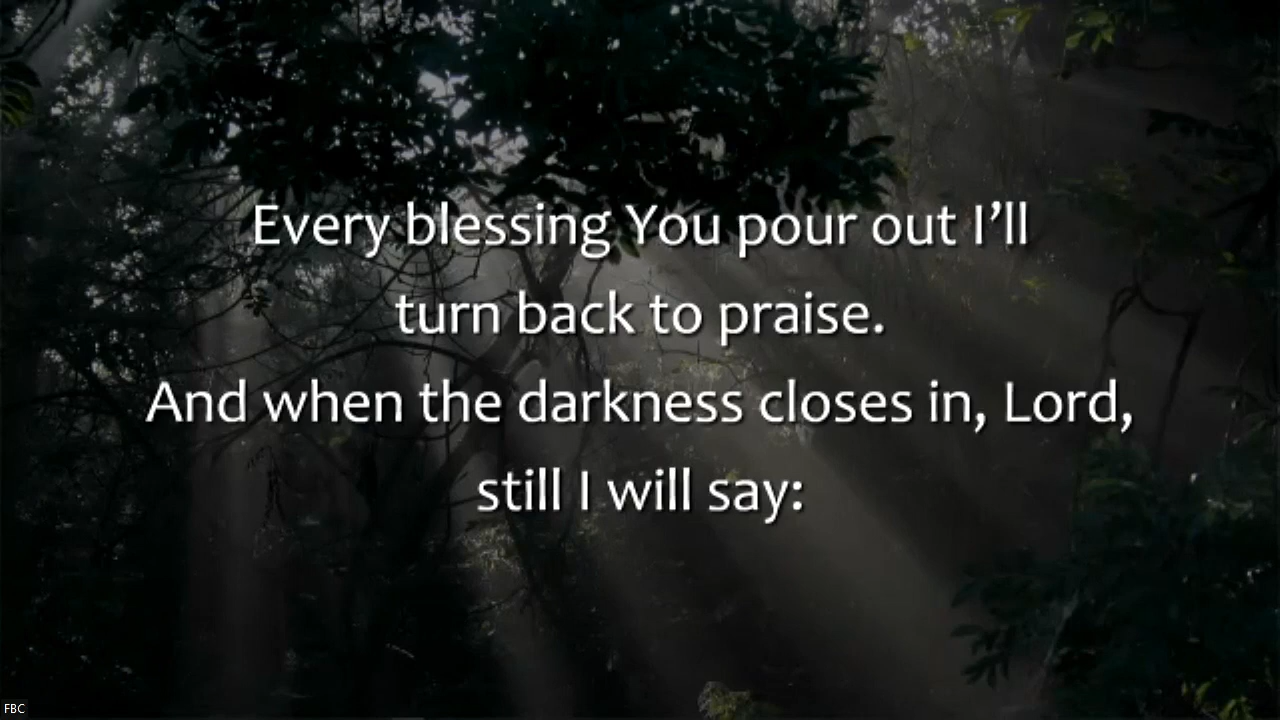 Every blessing You pour out I’ll
turn back to praise.
And when the darkness closes in, Lord,
still I will say:
FBC